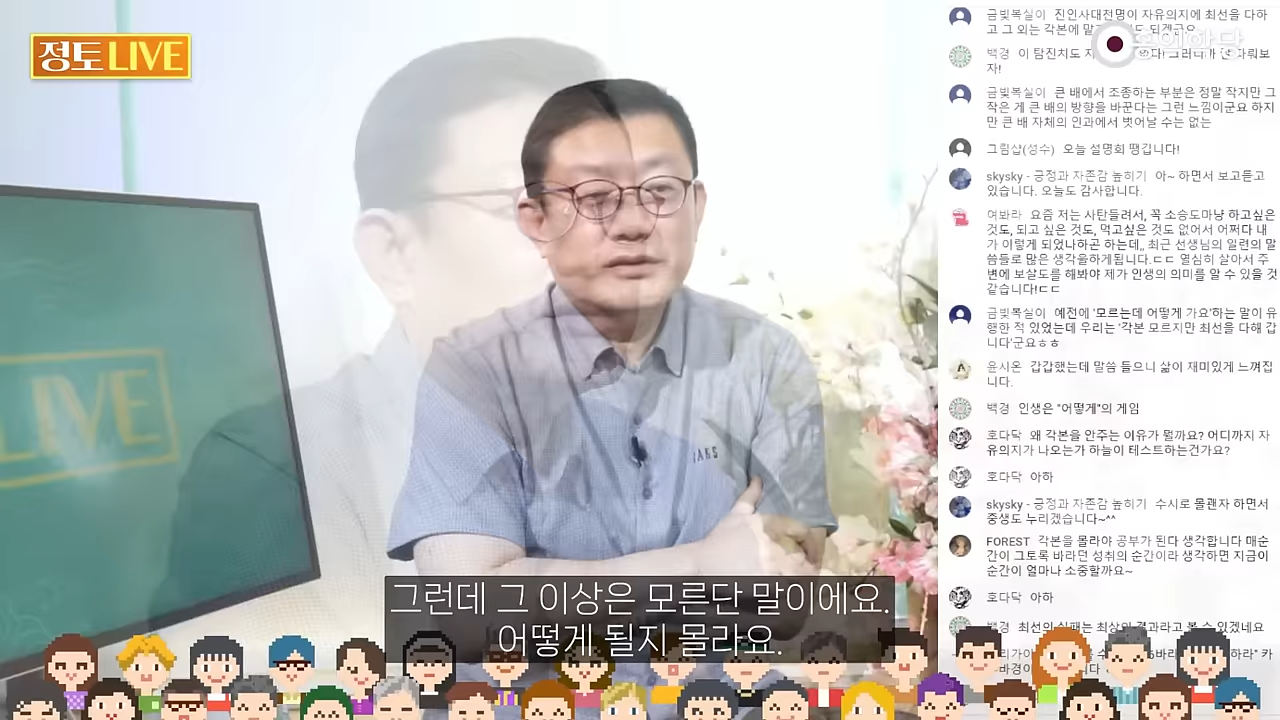 정토 LIVE
LIVE
그런데 그 이상은 모른단 말이에요.
어떻게 될지 몰라요.
금빛복실이 진인사대천명이 자유의지에 최선을 다하
고 그 외는 각본에
백경 이 탐진치도
자!
금빛복실이 큰 배에서 조종하는 부분은 정말 작지만 그
작은 게 큰 배의 방향을 바꾼다는 그런 느낌이군요 하지
만 큰 배 자체의 인과에서 벗어날 수는 없는
그림샵(성수) 오늘 설명회 땡깁니다!
skysky - 긍정과 자존감 높히기 아~ 하면서 보고듣고
있습니다. 오늘도 감사합니다.
여봐라 요즘 저는 사탄들려서, 꼭 소승도마냥 하고싶은
것도, 되고 싶은 것도, 먹고싶은 것도 없어서 어쩌다 내
가 이렇게 되었나하곤 하는데,, 최근 선생님의 일련의 말
씀들로 많은 생각을하게됩니다.ㄷㄷ 열심히 살아서 주
변에 보살도를 해봐야 제가 인생의 의미를 알 수 있을 것
같습니다!ㄷㄷ
금빛복실이 예전에 '모르는데 어떻게 가요'하는 말이 유
행한 적 있었는데 우리는 '각본 모르지만 최선을 다해 갑
니다'군요ㅎㅎ
윤시온 갑갑했는데 말씀 들으니 삶이 재미있게 느껴집
니다.
백경 인생은 "어떻게"의 게임
호다닥 왜 각본을 안주는 이유가 뭘까요? 어디까지 자
유의지가 나오는가 하늘이 테스트하는건가요?
호다닥 아하
skysky - 긍정과 자존감 높히기 수시로 몰괜자 하면서
중생도 누리겠습니다~^^
FOREST 각본을 몰라야 공부가 된다 생각합니다 매순
간이 그토록 바라던 성취의 순간이라 생각하면 지금이
순간이 얼마나 소중할까요~
호다닥 아하
백경 최선의 실패는 최상의 결과라고 볼 수 있겠네요